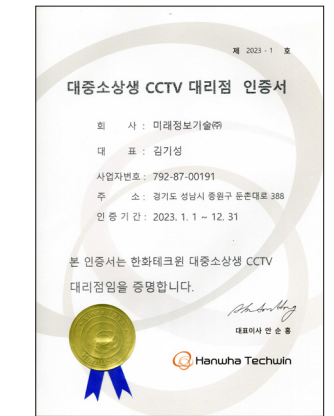 제 2023 - 1 호
대중소상생 CCTV 대리점 인증서
회 사 : 미래정보기술㈜
대 표 : 김기성
사업자번호 : 792-87-00191
주 소 : 경기도 성남시 중원구 둔촌대로 388
인 증 기 간 : 2023. 1. 1 ~ 12. 31
본 인증서는 한화테크윈 대중소상생 CCTV
대리점임을 증명합니다.
대표이사 안 순 홍
Hanwha Techwin